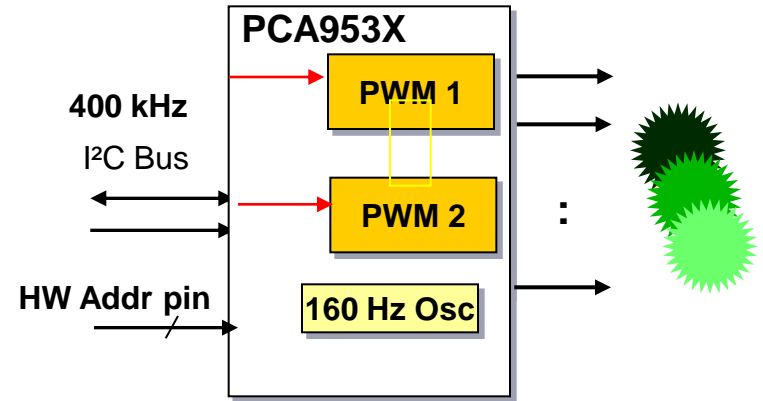 PCA953X
PWM 1
400 kHz
I²C Bus
PWM 2
:
HW Addr pin
160 Hz Osc